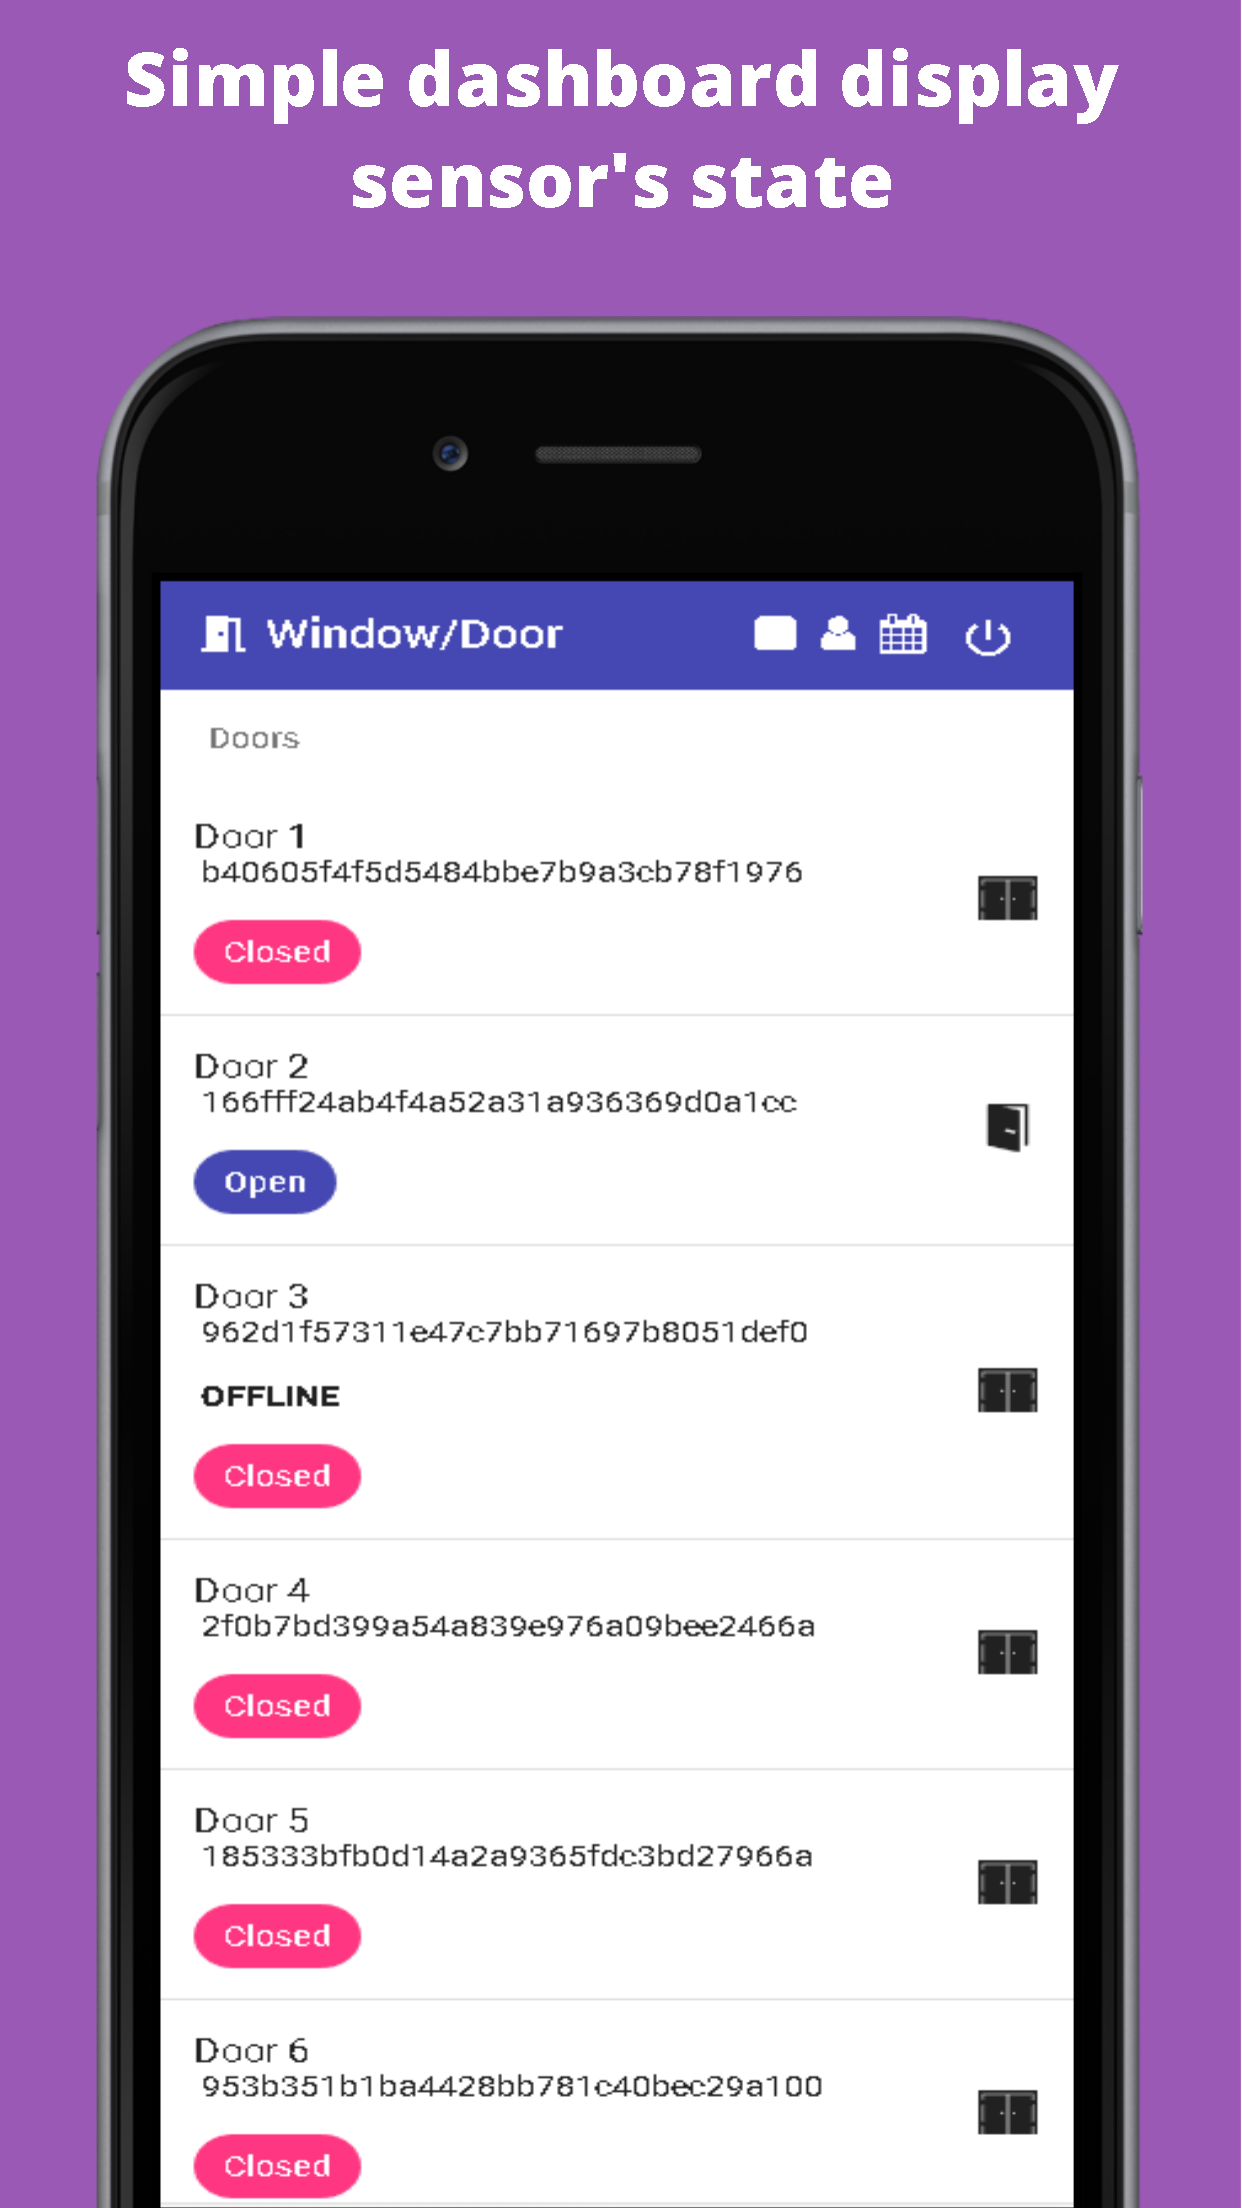 Simple dashboard display
sensor's state
Window/Door
Doors
Door 1
b40605f4f5d5484bbe7b9a3cb78f1976
Closed
Door 2
166fff24ab4f4a52a31a936369d0a1cc
Open
Door 3
962d1f57311e47c7bb71697b8051def0
OFFLINE
Closed
Door 4
2f0b7bd399a54a839e976a09bee2466a
Closed
Door 5
185333bfb0d14a2a9365fdc3bd27966a
Closed
Door 6
953b351b1ba4428bb781c40bec29a100
Closed